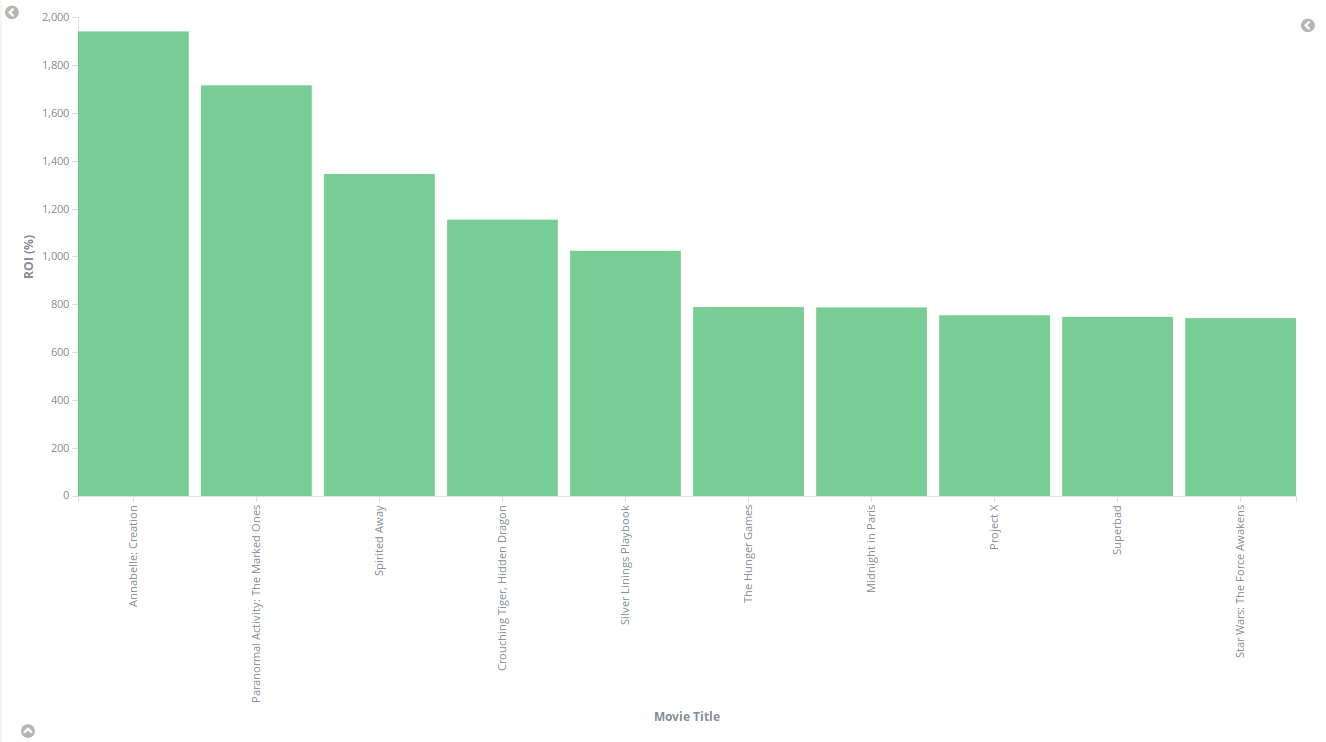 2,000
1,800
1,600
1,400
1,200
1,000
800
600
400
200
0
ROI (%)
Annabelle: Creation
Paranormal Activity: The Marked Ones
Spirited Away
Crouching Tiger, Hidden Dragon
Silver Linings Playbook
The Hunger Games
Midnight in Paris
Project X
Superbad
Star Wars: The Force Awakens
Movie Title